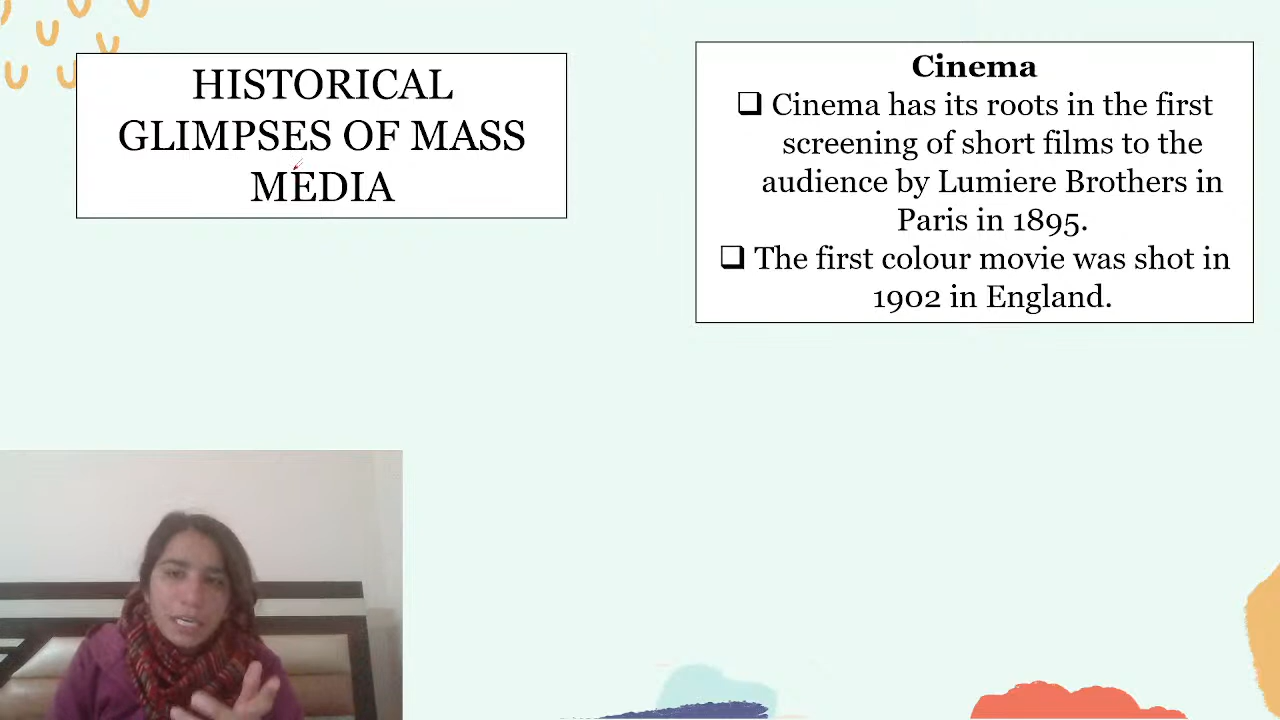 HISTORICAL
GLIMPSES OF MASS
MEDIA
Cinema
❑ Cinema has its roots in the first
screening of short films to the
audience by Lumiere Brothers in
Paris in 1895.
❑ The first colour movie was shot in
1902 in England.